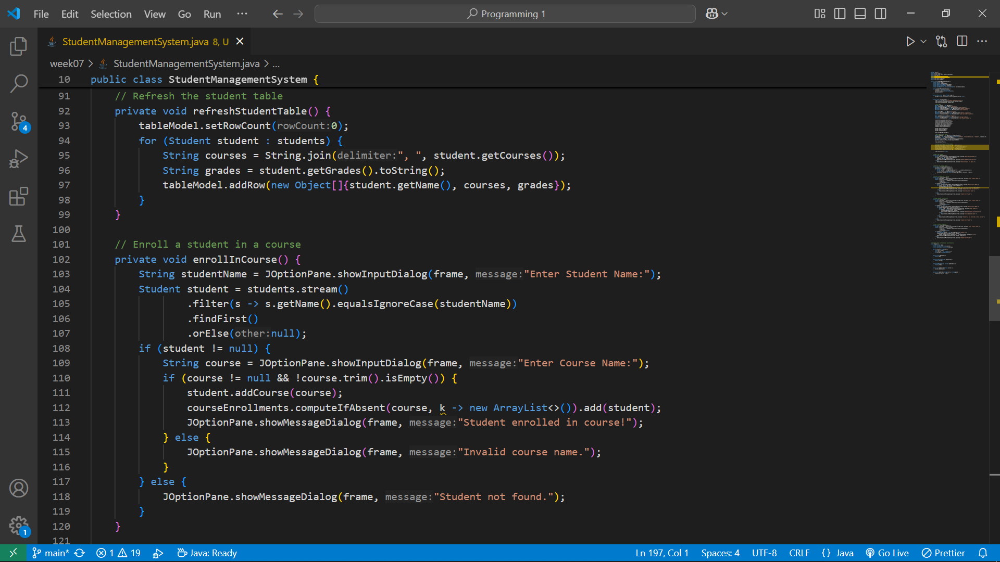 File Edit Selection View Go Run ··· Programming 1
StudentManagementSystem.java 8, U
week07 > StudentManagementSystem.java > ...
10 public class StudentManagementSystem {
91 // Refresh the student table
92 private void refreshStudentTable() {
93 tableModel.setRowCount(rowCount:0);
94 for (Student student : students) {
95 String courses = String.join(delimiter:", ", student.getCourses());
96 String grades = student.getGrades().toString();
97 tableModel.addRow(new Object[]{student.getName(), courses, grades});
98 }
99 }
100
101 // Enroll a student in a course
102 private void enrollInCourse() {
103 String studentName = JOptionPane.showInputDialog(frame, message:"Enter Student Name:");
104 Student student = students.stream()
105 .filter(s -> s.getName().equalsIgnoreCase(studentName))
106 .findFirst()
107 .orElse(other:null);
108 if (student != null) {
109 String course = JOptionPane.showInputDialog(frame, message:"Enter Course Name:");
110 if (course != null && !course.trim().isEmpty()) {
111 student.addCourse(course);
112 courseEnrollments.computeIfAbsent(course, k -> new ArrayList<>()).add(student);
113 JOptionPane.showMessageDialog(frame, message:"Student enrolled in course!");
114 } else {
115 JOptionPane.showMessageDialog(frame, message:"Invalid course name.");
116 }
117 } else {
118 JOptionPane.showMessageDialog(frame, message:"Student not found.");
119 }
120 }
121
4
1
main* 1 19 Java: Ready Ln 197, Col 1 Spaces: 4 UTF-8 CRLF {} Java Go Live Prettier